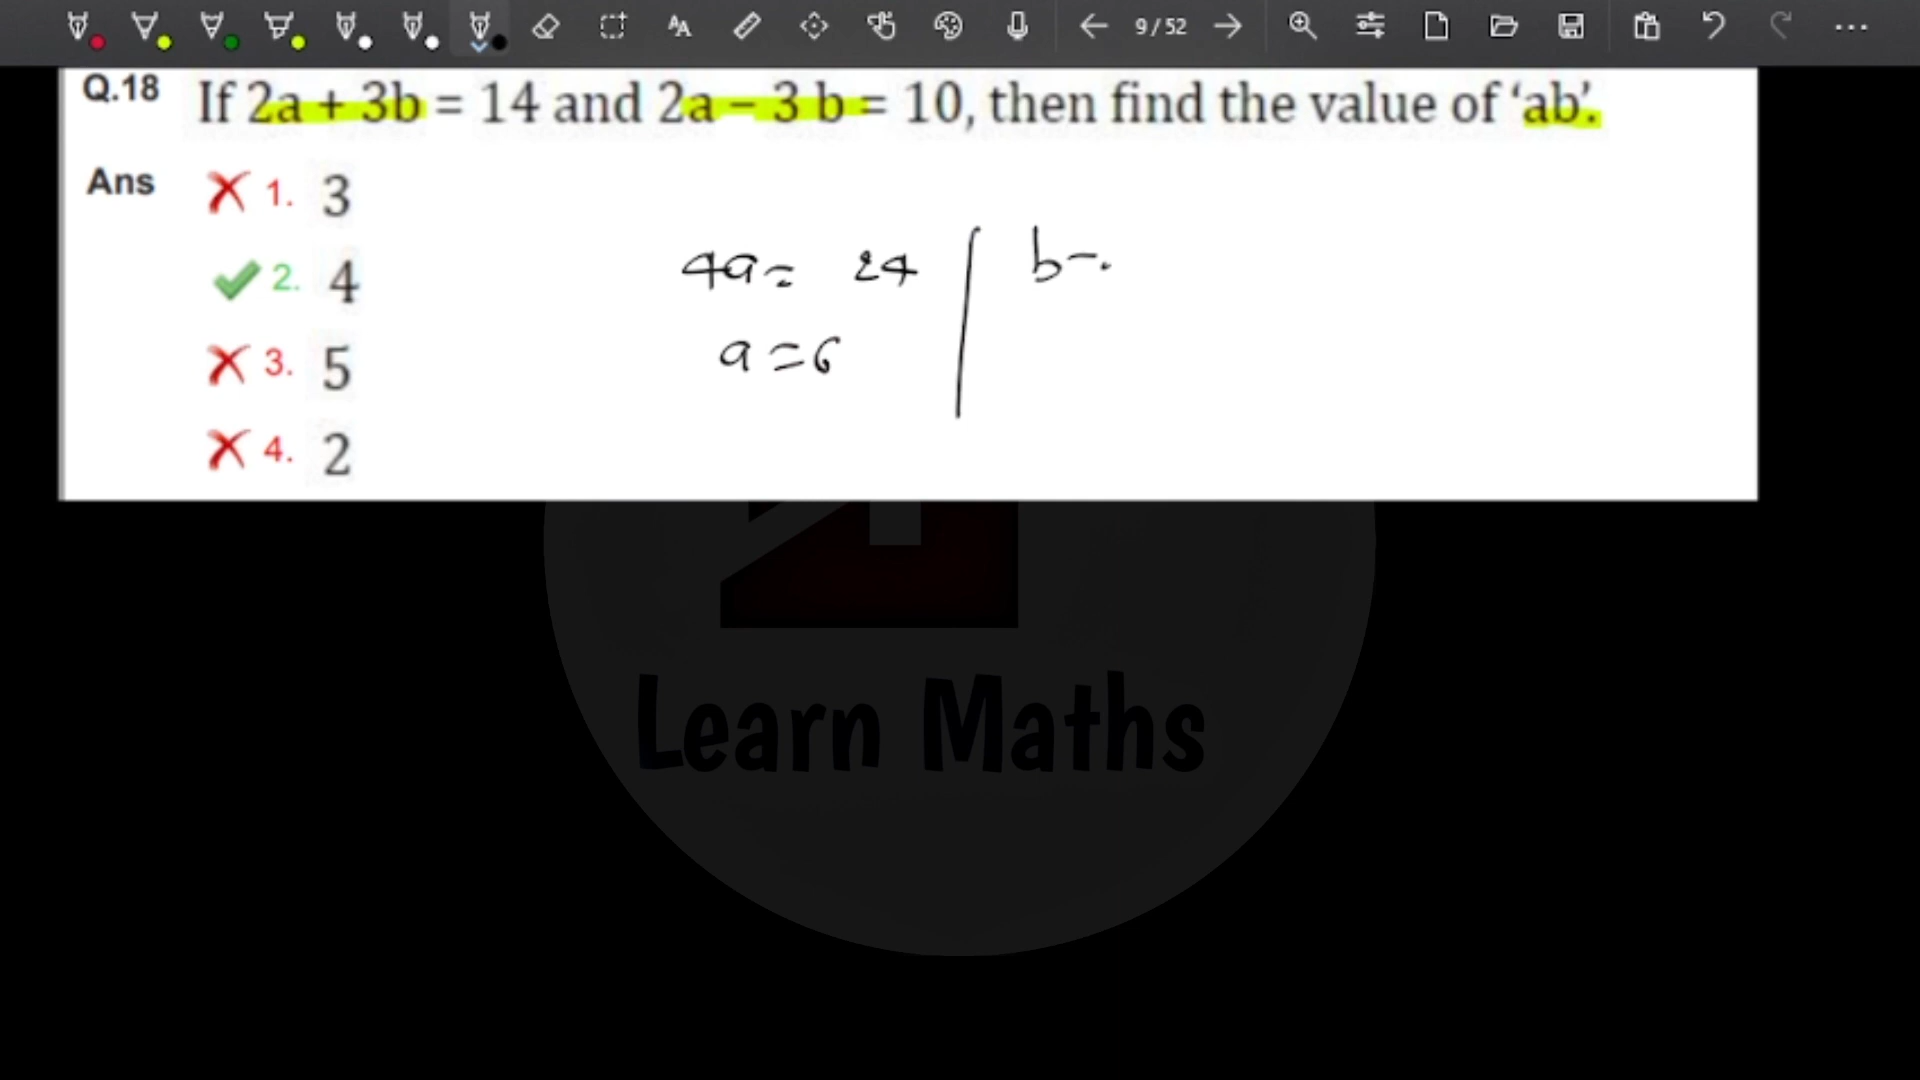 9 / 52
Q.18 If 2a + 3b = 14 and 2a – 3 b = 10, then find the value of ‘ab’.
Ans
1. 3
2. 4
3. 5
4. 2
4a = 24
a = 6
b =
Learn Maths